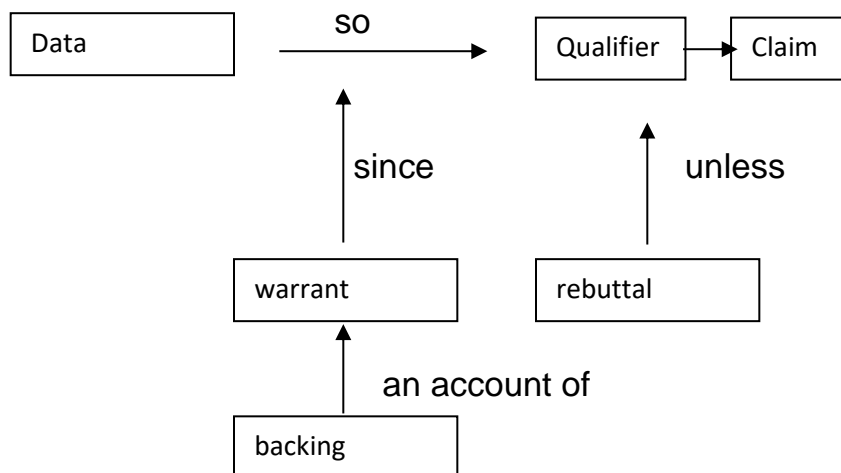 so
Data
Qualifier
Claim
since
unless
warrant
rebuttal
an account of
backing